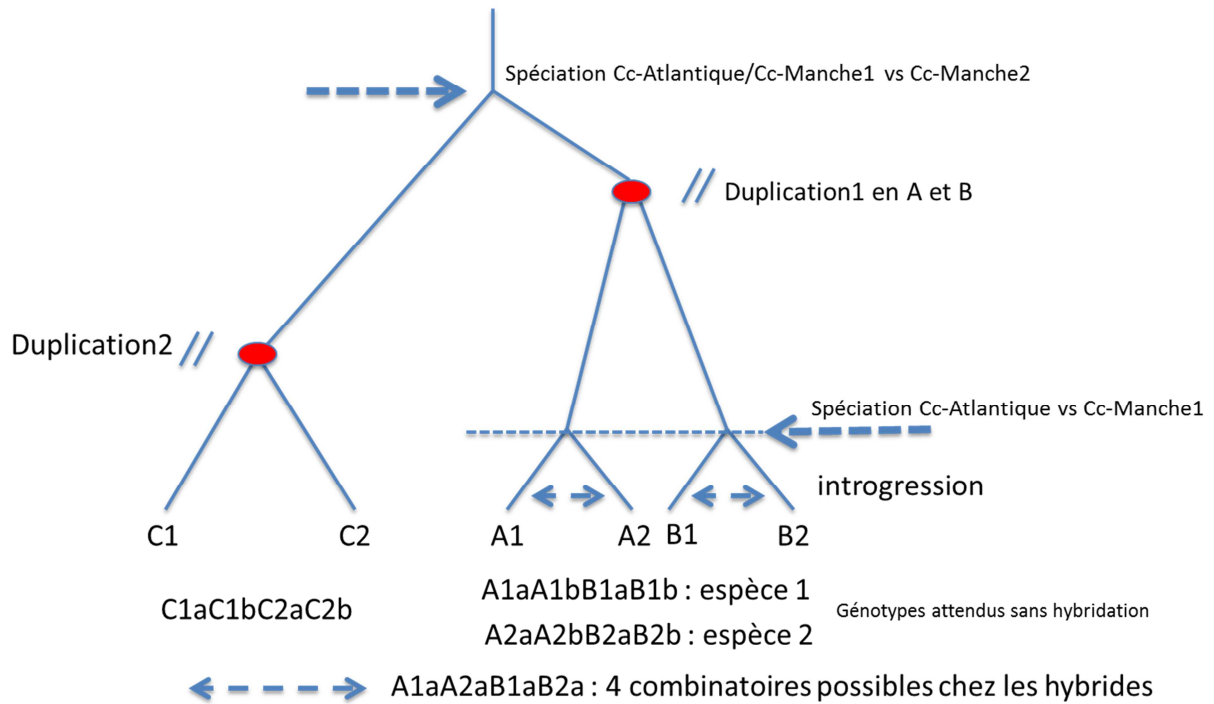 Spéciation Cc-Atlantique/Cc-Manche1 vs Cc-Manche2
Duplication1 en A et B
Duplication2
Spéciation Cc-Atlantique vs Cc-Manche1
introgression
C1 C2 A1 A2 B1 B2
A1aA1bB1aB1b : espèce 1
C1aC1bC2aC2b
Génotypes attendus sans hybridation
A2aA2bB2aB2b : espèce 2
A1aA2aB1aB2a : 4 combinatoires possibles chez les hybrides